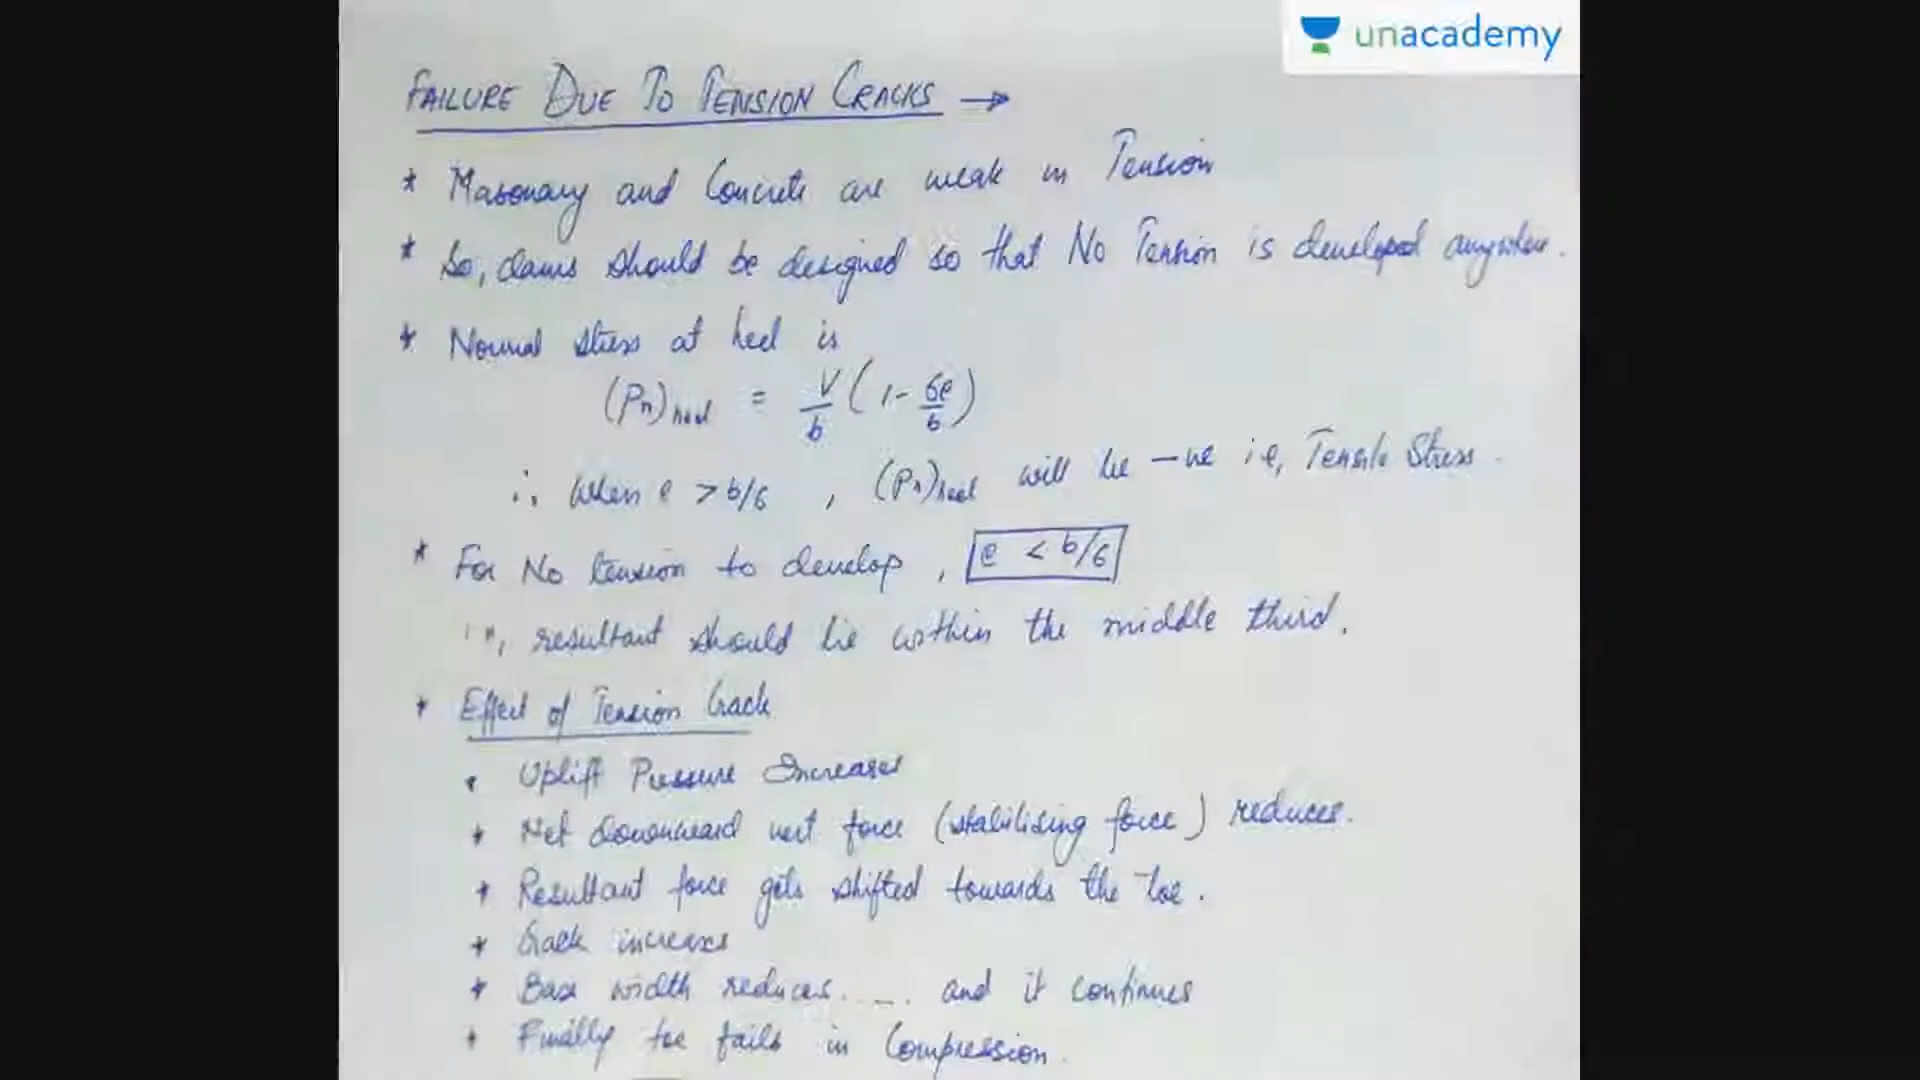 unacademy
FAILURE DUE TO TENSION CRACKS →
* Masonary and Concrete are weak in Tension
* So, dams should be designed so that No Tension is developed anywhere.
* Normal stress at heel is
(Pn)heel = V/b (1 - 6e/b)
∴ When e > b/6 , (Pn)heel will be -ve i.e, Tensile Stress.
* For No tension to develop, e < b/6
i.e, resultant should lie within the middle third.
* Effect of Tension Crack
• Uplift Pressure Increases
* Net downward vert force (stabilising force) reduces.
* Resultant force gets shifted towards the toe.
* Crack increases
* Base width reduces..... and it continues
* Finally toe fails in Compression.